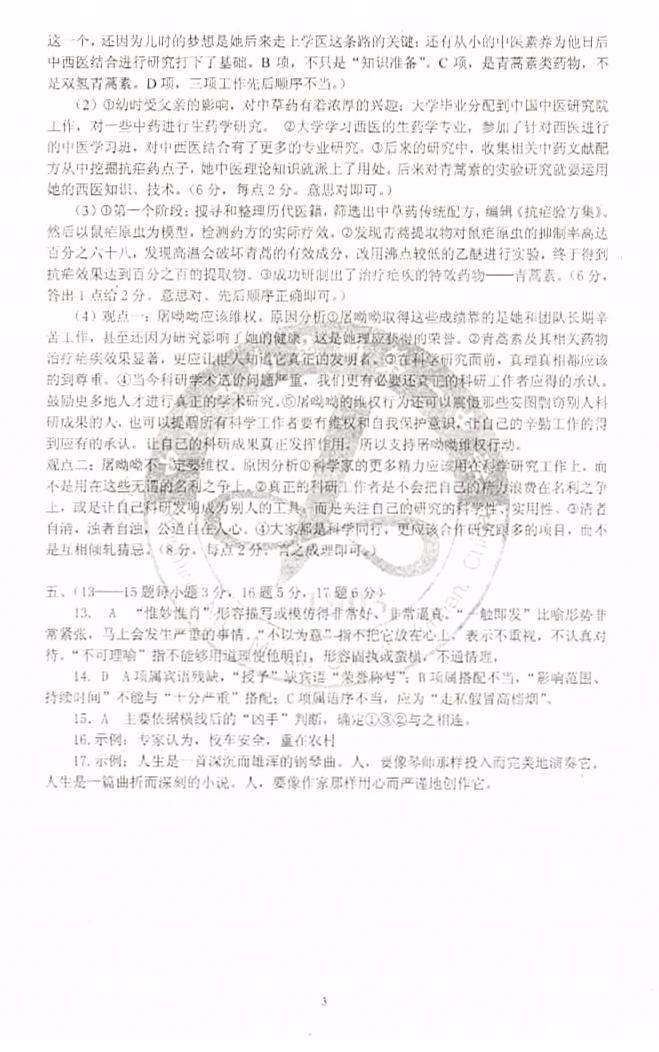 这一个，还因为儿时的梦想是她后来走上学医这条路的关键；还有从小的中医素养为他日后
中西医结合进行研究打下了基础。B 项，不只是“知识准备”。C 项，是青蒿素类药物，不
是双氢青蒿素。D 项，三项工作先后顺序不当。）
（2）①幼时受父亲的影响，对中草药有着浓厚的兴趣；大学毕业分配到中国中医研究院
工作，对一些中药进行生药学研究。 ②大学学习西医的生药学专业，参加了针对西医进行
的中医学习班，对中西医结合有了更多的专业研究。③后来的研究中，收集相关中药文献配
方从中挖掘抗疟药点子，她中医理论知识就派上了用处。后来对青蒿素的实验研究就要运用
她的西医知识、技术。（6 分，每点 2 分。意思对即可。）
（3）①第一个阶段：搜寻和整理历代医籍，筛选出中草药传统配方，编辑《抗疟验方集》。
然后以鼠疟原虫为模型，检测药方的实际疗效。②发现青蒿提取物对鼠疟原虫的抑制率高达
百分之六十八，发现高温会破坏青蒿的有效成分，改用沸点较低的乙醚进行实验，终于得到
抗疟效果达到百分之百的提取物。③成功研制出了治疗疟疾的特效药物——青蒿素。（6 分，
答出 1 点给 2 分。意思对、先后顺序正确即可。）
（4）观点一：屠呦呦应该维权。原因分析①屠呦呦取得这些成绩靠的是她和团队长期辛
苦工作，甚至还因为研究影响了她的健康，这是她理应获得的荣誉。②青蒿素及其相关药物
治疗疟疾效果显著，更应让世人知道它真正的发明者。③在科学研究面前，真理真相都应该
的到尊重。④当今科研学术造价问题严重，我们更有必要还真正的科研工作者应得的承认。
鼓励更多地人才进行真正的学术研究。⑤屠呦呦的维权行为还可以震慑那些妄图剽窃别人科
研成果的人，也可以提醒所有科学工作者要有维权和自我保护意识，让自己的辛勤工作的得
到应有的承认，让自己的科研成果真正发挥作用。所以支持屠呦呦维权行动。
观点二：屠呦呦不一定要维权。原因分析①科学家的更多精力应该用在科学研究工作上，而
不是用在这些无谓的名利之争上。②真正的科研工作者是不会把自己的精力浪费在名利之争
上，或是让自己科研发明成为别人的工具，而是关注自己的研究的科学性、实用性。③清者
自清，浊者自浊，公道自在人心。④大家都是科学同行，更应该合作研究跟多的项目，而不
是互相倾轧猜忌。（8 分，每点 2 分。言之成理即可。）
五、（13——15 题每小题 3 分，16 题 5 分，17 题 6 分）
13． A “惟妙惟肖”形容描写或模仿得非常好、非常逼真。“一触即发”比喻形势非
常紧张，马上会发生严重的事情。“不以为意”指不把它放在心上，表示不重视，不认真对
待。“不可理喻”指不能够用道理使他明白，形容固执或蛮横，不通情理。
14． D A 项属宾语残缺，“授予”缺宾语“荣誉称号”；B 项属搭配不当，“影响范围、
持续时间”不能与“十分严重”搭配；C 项属语序不当，应为“走私假冒高档烟”。
15． A 主要依据横线后的“凶手”判断，确定①③②与之相连。
16．示例：专家认为，校车安全，重在农村
17．示例：人生是一首深沉而雄浑的钢琴曲。人，要像琴师那样投入而完美地演奏它。
人生是一篇曲折而深刻的小说。人，要像作家那样用心而严谨地创作它。
3